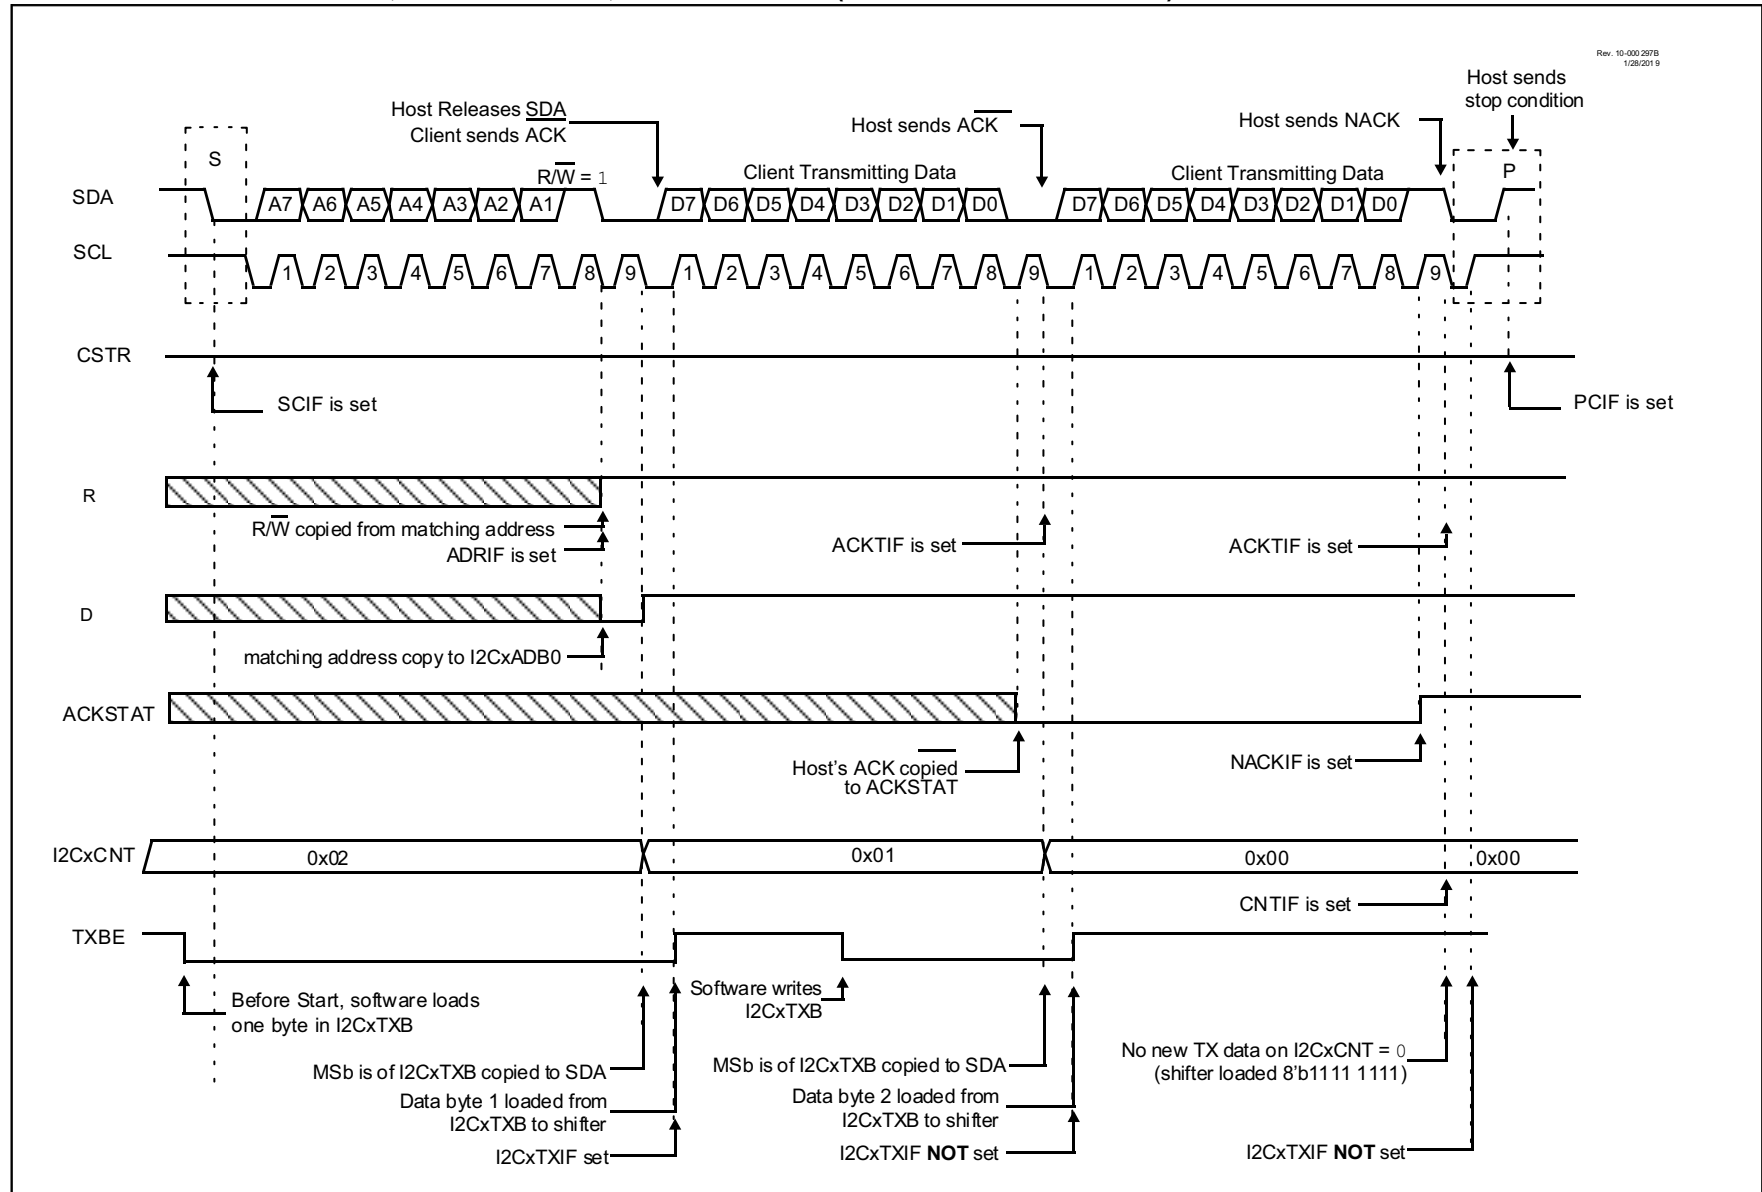 Rev. 10-000 297B
1/28/201 9
Host sends
stop condition
Host Releases SDA
Client sends ACK
Host sends ACK
Host sends NACK
S
R/W = 1
Client Transmitting Data
Client Transmitting Data
P
SDA
A7 A6 A5 A4 A3 A2 A1 D7 D6 D5 D4 D3 D2 D1 D0 D7 D6 D5 D4 D3 D2 D1 D0
SCL
1 2 3 4 5 6 7 8 9 1 2 3 4 5 6 7 8 9 1 2 3 4 5 6 7 8 9
CSTR
SCIF is set
PCIF is set
R
R/W copied from matching address
ADRIF is set
ACKTIF is set
ACKTIF is set
D
matching address copy to I2CxADB0
ACKSTAT
Host's ACK copied
to ACKSTAT
NACKIF is set
I2CxCNT
0x02
0x01
0x00
0x00
CNTIF is set
TXBE
Before Start, software loads
one byte in I2CxTXB
Software writes
I2CxTXB
MSb is of I2CxTXB copied to SDA
Data byte 1 loaded from
I2CxTXB to shifter
I2CxTXIF set
MSb is of I2CxTXB copied to SDA
Data byte 2 loaded from
I2CxTXB to shifter
I2CxTXIF NOT set
No new TX data on I2CxCNT = 0
(shifter loaded 8'b1111 1111)
I2CxTXIF NOT set